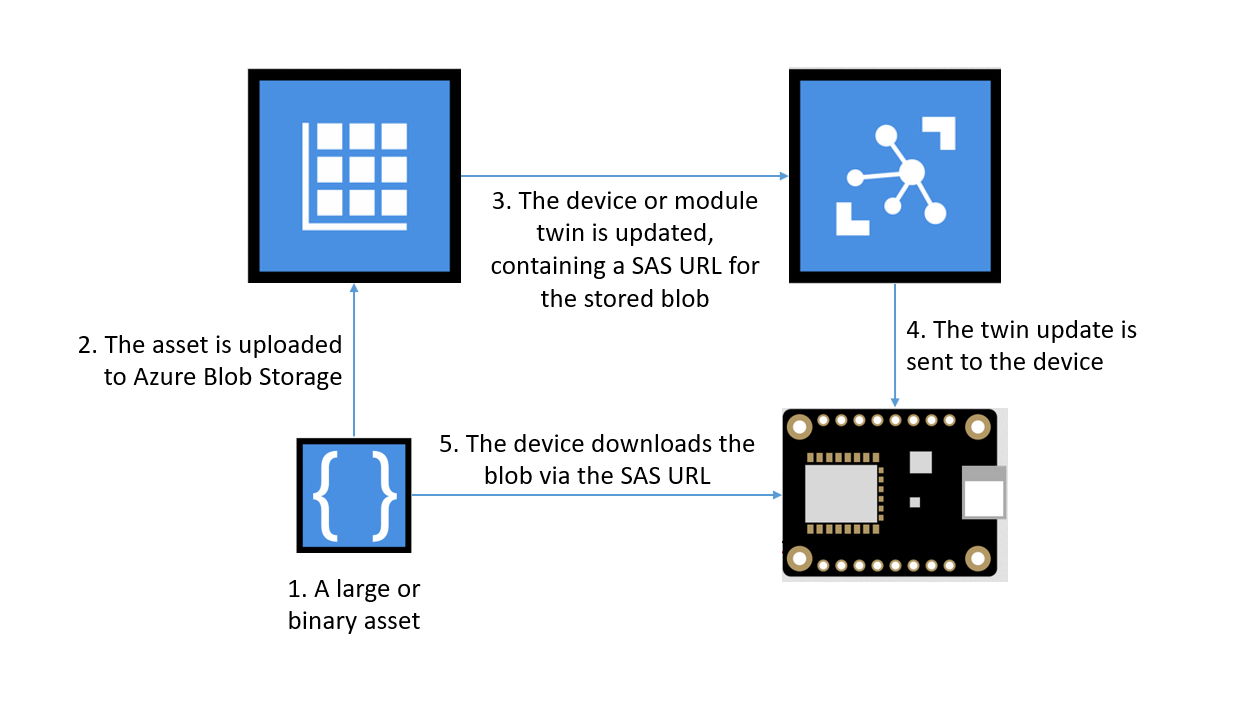 3. The device or module
twin is updated,
containing a SAS URL for
the stored blob
2. The asset is uploaded
to Azure Blob Storage
4. The twin update is
sent to the device
5. The device downloads the
blob via the SAS URL
{ }
1. A large or
binary asset